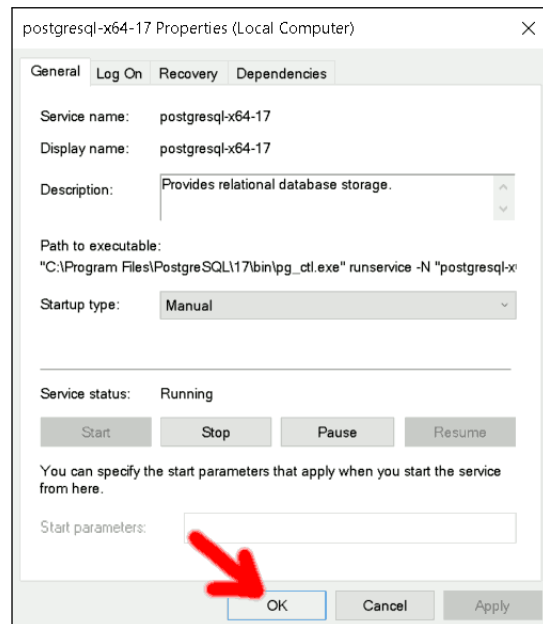 postgresql-x64-17 Properties (Local Computer)
General Log On Recovery Dependencies
Service name: postgresql-x64-17
Display name: postgresql-x64-17
Description: Provides relational database storage.
Path to executable:
"C:\Program Files\PostgreSQL\17\bin\pg_ctl.exe" runservice -N "postgresql-x
Startup type: Manual
Service status: Running
Start Stop Pause Resume
You can specify the start parameters that apply when you start the service
from here.
Start parameters:
OK Cancel Apply